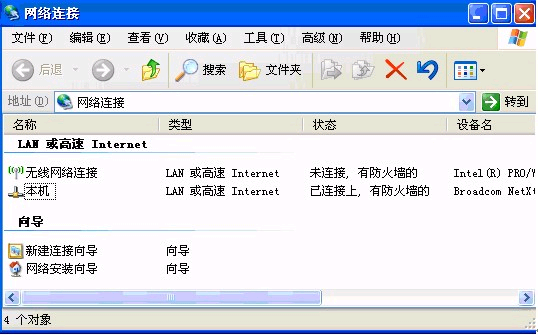 网络连接
文件(F) 编辑(E) 查看(V) 收藏(A) 工具(T) 高级(N) 帮助(H)
后退 搜索 文件夹
地址(D) 网络连接 转到
名称 类型 状态 设备名
LAN 或高速 Internet
无线网络连接 LAN 或高速 Internet 未连接, 有防火墙的 Intel(R) PRO/W
本机 LAN 或高速 Internet 已连接上, 有防火墙的 Broadcom NetXt
向导
新建连接向导 向导
网络安装向导 向导
4 个对象